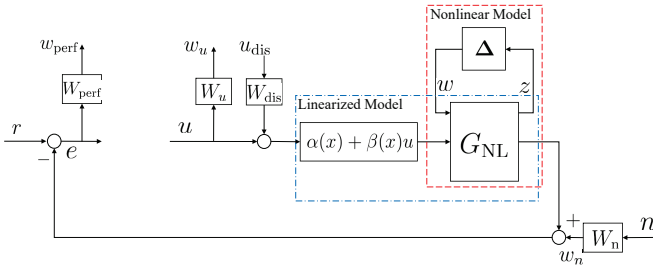 Nonlinear Model
w_perf
w_u
u_dis
Δ
W_perf
W_u
W_dis
w
z
Linearized Model
r
u
α(x) + β(x)u
G_NL
−
e
+
n
W_n
w_n